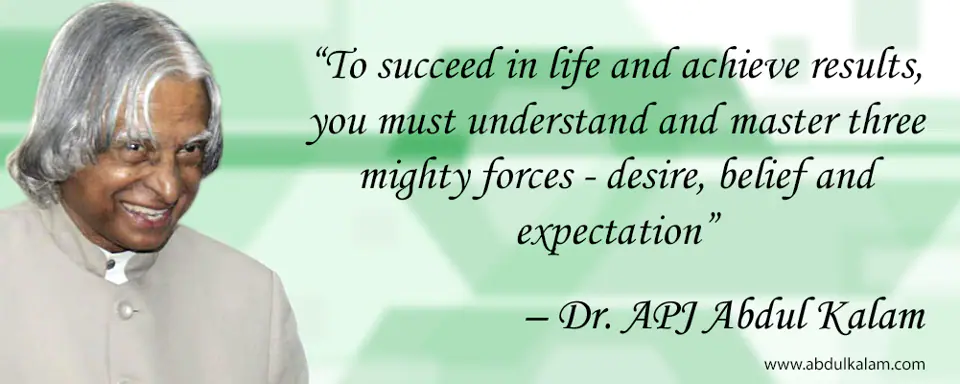 “To succeed in life and achieve results,
you must understand and master three
mighty forces - desire, belief and
expectation”
– Dr. APJ Abdul Kalam
www.abdulkalam.com